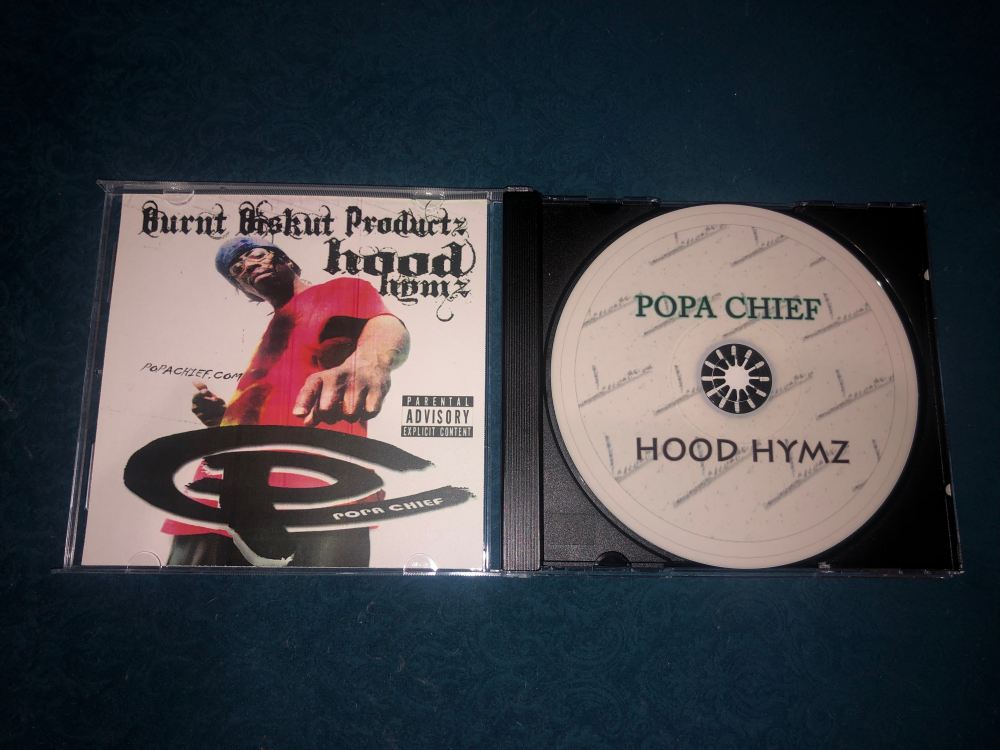 Burnt Biskut Productz
hood
hymz
POPACHIEF.COM
PARENTAL
ADVISORY
EXPLICIT CONTENT
POPA CHIEF
POPA CHIEF
HOOD HYMZ